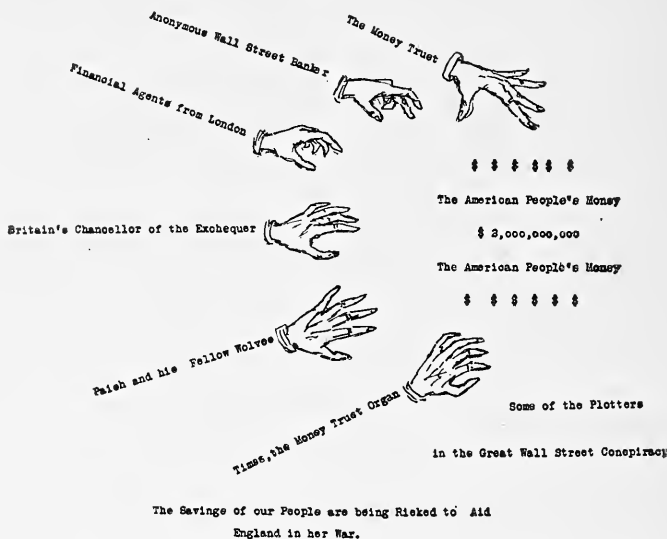 Anonymous Wall Street Banker
The Money Trust
Financial Agents from London
$ $ $ $$ $
The American People's Money
Britain's Chancellor of the Exchequer
$ 2,000,000,000
The American People's Money
$ $ $ $ $ $
Paish and his Fellow Wolves
Times, the Money Trust Organ
Some of the Plotters
in the Great Wall Street Conspiracy
The Savings of our People are being Risked to Aid
England in her War.